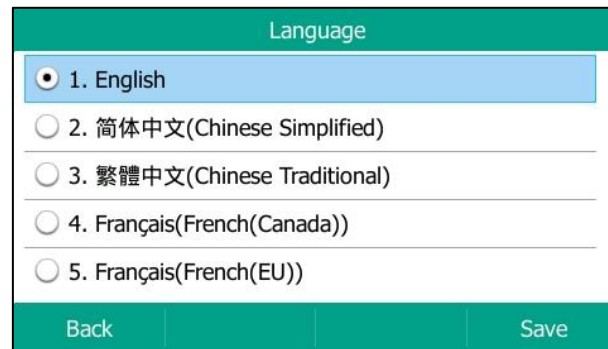 Language
1. English
2. 简体中文(Chinese Simplified)
3. 繁體中文(Chinese Traditional)
4. Français(French(Canada))
5. Français(French(EU))
Back Save